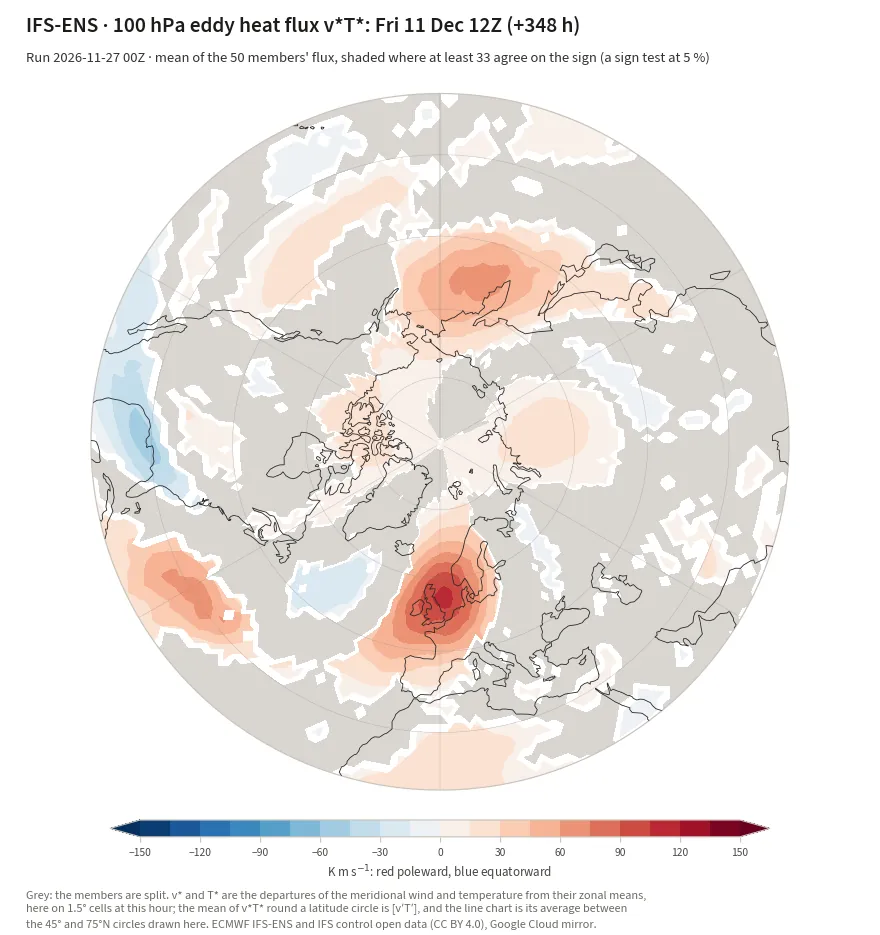 IFS-ENS · 100 hPa eddy heat flux v*T*: Fri 11 Dec 12Z (+348 h)
Run 2026-11-27 00Z · mean of the 50 members' flux, shaded where at least 33 agree on the sign (a sign test at 5 %)
−150 −120 −90 −60 −30 0 30 60 90 120 150
K m s⁻¹: red poleward, blue equatorward
Grey: the members are split. v* and T* are the departures of the meridional wind and temperature from their zonal means,
here on 1.5° cells at this hour; the mean of v*T* round a latitude circle is [v′T′], and the line chart is its average between
the 45° and 75°N circles drawn here. ECMWF IFS-ENS and IFS control open data (CC BY 4.0), Google Cloud mirror.